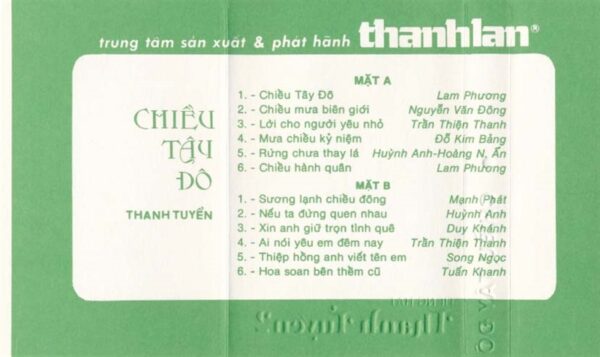 trung tâm sản xuất & phát hành thanhlan®
CHIỀU
TÂY
ĐÔ
THANH TUYỀN
MẶT A
1. - Chiều Tây Đô Lam Phương
2. - Chiều mưa biên giới Nguyễn Văn Đông
3. - Lới cho người yêu nhỏ Trần Thiện Thanh
4. - Mưa chiều kỷ niệm Đỗ Kim Bảng
5. - Rừng chưa thay lá Huỳnh Anh-Hoàng N. Ẩn
6. - Chiều hành quân Lam Phương
MẶT B
1. - Sương lạnh chiều đông Mạnh Phát
2. - Nếu ta đừng quen nhau Huỳnh Anh
3. - Xin anh giữ trọn tình quê Duy Khánh
4. - Ai nói yêu em đêm nay Trần Thiện Thanh
5. - Thiệp hồng anh viết tên em Song Ngọc
6. - Hoa soan bên thềm cũ Tuấn Khanh
Thanh Tuyền 2